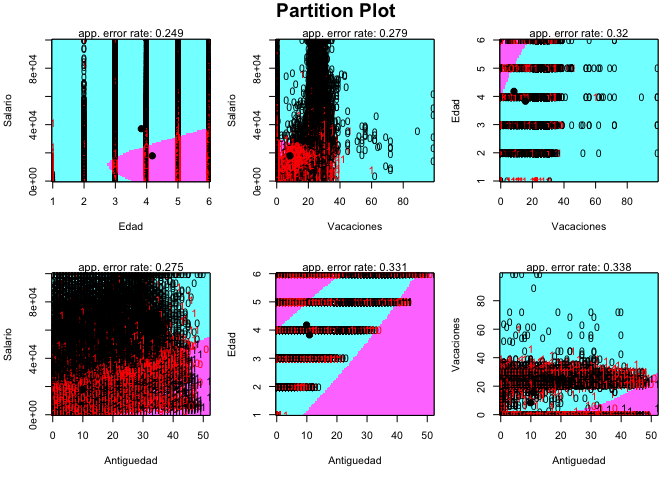 Partition Plot
app. error rate: 0.249
app. error rate: 0.279
app. error rate: 0.32
Salario
0e+00 4e+04 8e+04
1 2 3 4 5 6
Edad
Salario
0e+00 4e+04 8e+04
0 20 40 60 80
Vacaciones
Edad
1 2 3 4 5 6
0 20 40 60 80
Vacaciones
app. error rate: 0.275
app. error rate: 0.331
app. error rate: 0.338
Salario
0e+00 4e+04 8e+04
0 10 20 30 40 50
Antiguedad
Edad
1 2 3 4 5 6
0 10 20 30 40 50
Antiguedad
Vacaciones
0 20 40 60 80
0 10 20 30 40 50
Antiguedad